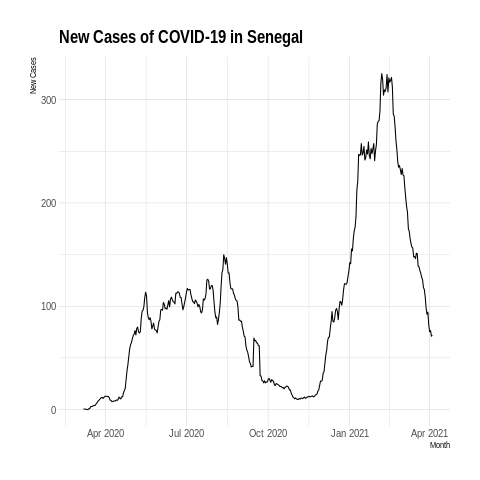 New Cases of COVID-19 in Senegal
New Cases
300
200
100
0
Apr 2020 Jul 2020 Oct 2020 Jan 2021 Apr 2021
Month